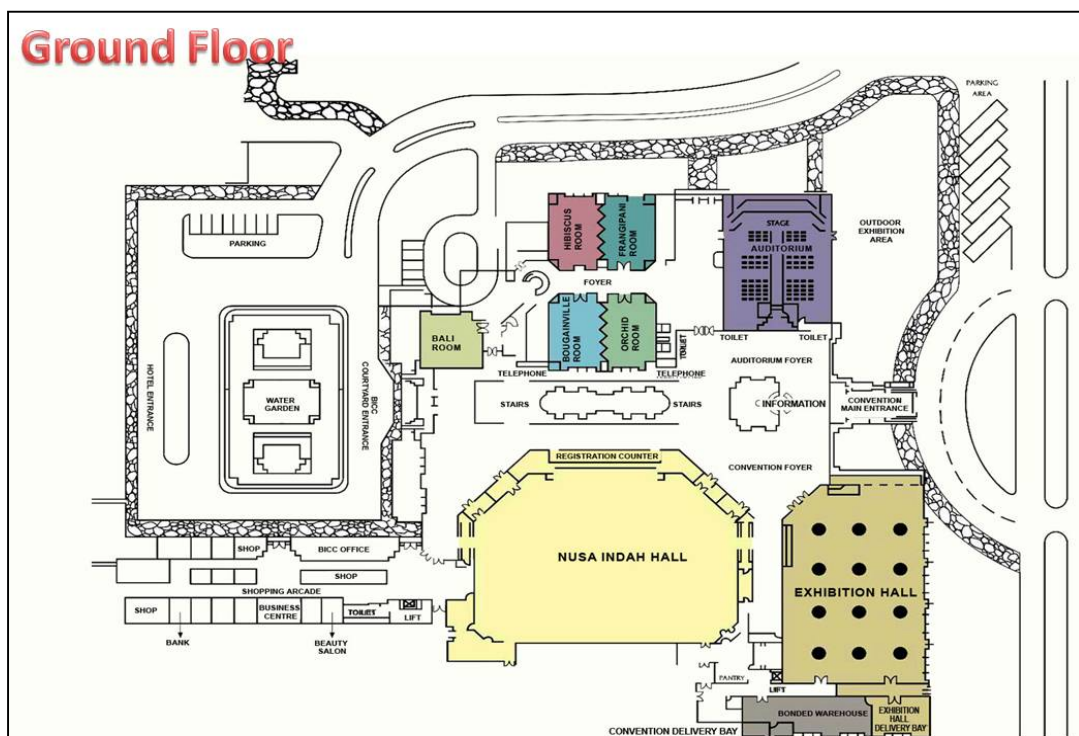 Ground Floor
PARKING
AREA
HIBISCUS
ROOM
FRANGIPANI
ROOM
STAGE
AUDITORIUM
OUTDOOR
EXHIBITION
AREA
PARKING
FOYER
BOUGAINVILLE
ROOM
ORCHID
ROOM
TOILET
BALI
ROOM
TOILET
TOILET
TELEPHONE
TELEPHONE
AUDITORIUM FOYER
HOTEL ENTRANCE
WATER
GARDEN
BICC
COURTYARD ENTRANCE
STAIRS
STAIRS
INFORMATION
CONVENTION
MAIN ENTRANCE
REGISTRATION COUNTER
CONVENTION FOYER
NUSA INDAH HALL
EXHIBITION HALL
SHOP
BICC OFFICE
SHOP
SHOPPING ARCADE
SHOP
BUSINESS
CENTRE
TOILET
LIFT
BANK
BEAUTY
SALON
PANTRY
LIFT
BONDED WAREHOUSE
EXHIBITION
HALL
DELIVERY BAY
CONVENTION DELIVERY BAY